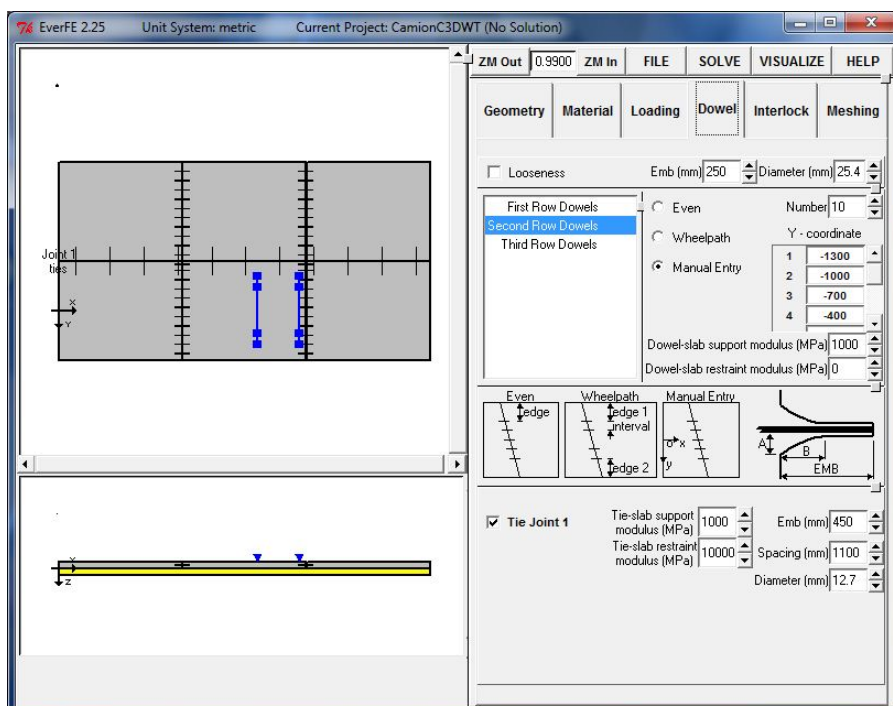 EverFE 2.25 Unit System: metric Current Project: CamionC3DWT (No Solution)
ZM Out 0.9900 ZM In FILE SOLVE VISUALIZE HELP
Geometry Material Loading Dowel Interlock Meshing
Looseness Emb (mm) 250 Diameter (mm) 25.4
First Row Dowels
Second Row Dowels
Third Row Dowels
Even
Wheelpath
Manual Entry
Number 10
Y - coordinate
1 -1300
2 -1000
3 -700
4 -400
Dowel-slab support modulus (MPa) 1000
Dowel-slab restraint modulus (MPa) 0
Even Wheelpath Manual Entry
edge
edge 1
interval
edge 2
o x
y
A
B
EMB
Tie Joint 1
Tie-slab support
modulus (MPa) 1000
Tie-slab restraint
modulus (MPa) 10000
Emb (mm) 450
Spacing (mm) 1100
Diameter (mm) 12.7
Joint 1
ties
X
Y
X
Z